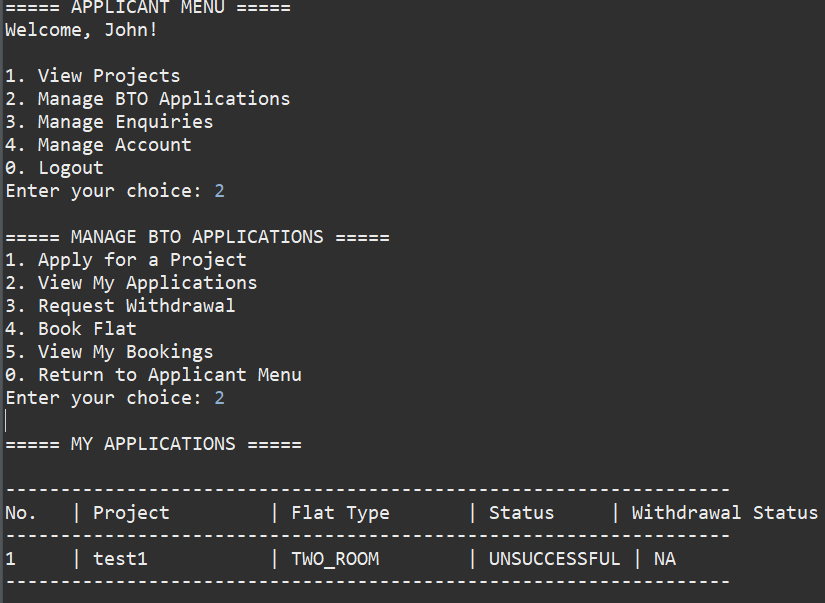 ===== APPLICANT MENU =====
Welcome, John!
1. View Projects
2. Manage BTO Applications
3. Manage Enquiries
4. Manage Account
0. Logout
Enter your choice: 2
===== MANAGE BTO APPLICATIONS =====
1. Apply for a Project
2. View My Applications
3. Request Withdrawal
4. Book Flat
5. View My Bookings
0. Return to Applicant Menu
Enter your choice: 2
===== MY APPLICATIONS =====
------------------------------------------------------------------
No.   | Project         | Flat Type       | Status     | Withdrawal Status
------------------------------------------------------------------
1     | test1           | TWO_ROOM        | UNSUCCESSFUL | NA
------------------------------------------------------------------